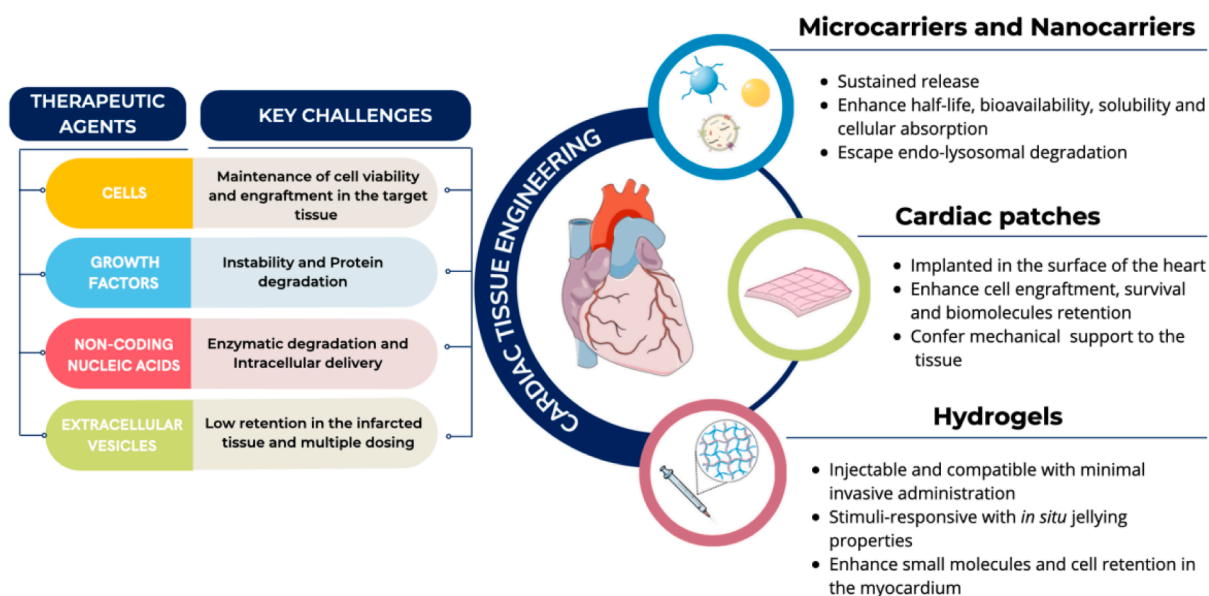 THERAPEUTIC
AGENTS
KEY CHALLENGES
CELLS
Maintenance of cell viability
and engraftment in the target
tissue
GROWTH
FACTORS
Instability and Protein
degradation
NON-CODING
NUCLEIC ACIDS
Enzymatic degradation and
Intracellular delivery
EXTRACELLULAR
VESICLES
Low retention in the infarcted
tissue and multiple dosing
CARDIAC TISSUE ENGINEERING
Microcarriers and Nanocarriers
• Sustained release
• Enhance half-life, bioavailability, solubility and
cellular absorption
• Escape endo-lysosomal degradation
Cardiac patches
• Implanted in the surface of the heart
• Enhance cell engraftment, survival
and biomolecules retention
• Confer mechanical support to the
tissue
Hydrogels
• Injectable and compatible with minimal
invasive administration
• Stimuli-responsive with in situ jellying
properties
• Enhance small molecules and cell retention in
the myocardium